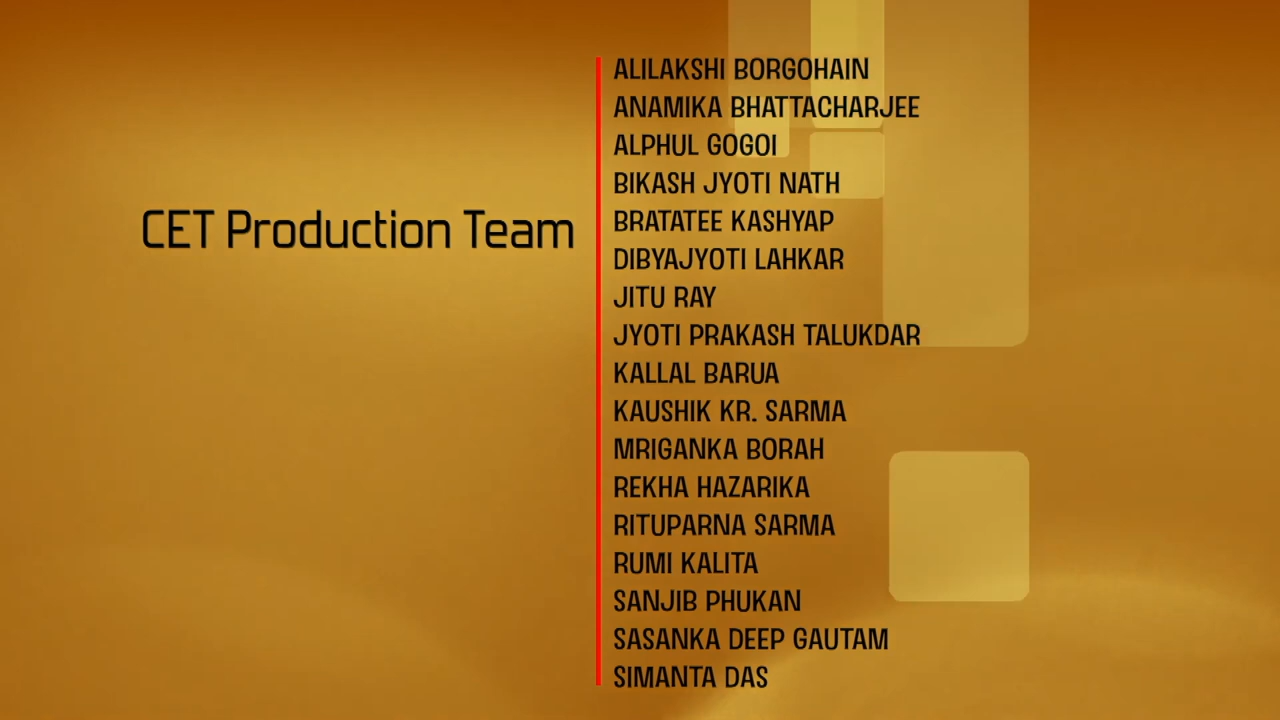 CET Production Team
ALILAKSHI BORGOHAIN
ANAMIKA BHATTACHARJEE
ALPHUL GOGOI
BIKASH JYOTI NATH
BRATATEE KASHYAP
DIBYAJYOTI LAHKAR
JITU RAY
JYOTI PRAKASH TALUKDAR
KALLAL BARUA
KAUSHIK KR. SARMA
MRIGANKA BORAH
REKHA HAZARIKA
RITUPARNA SARMA
RUMI KALITA
SANJIB PHUKAN
SASANKA DEEP GAUTAM
SIMANTA DAS